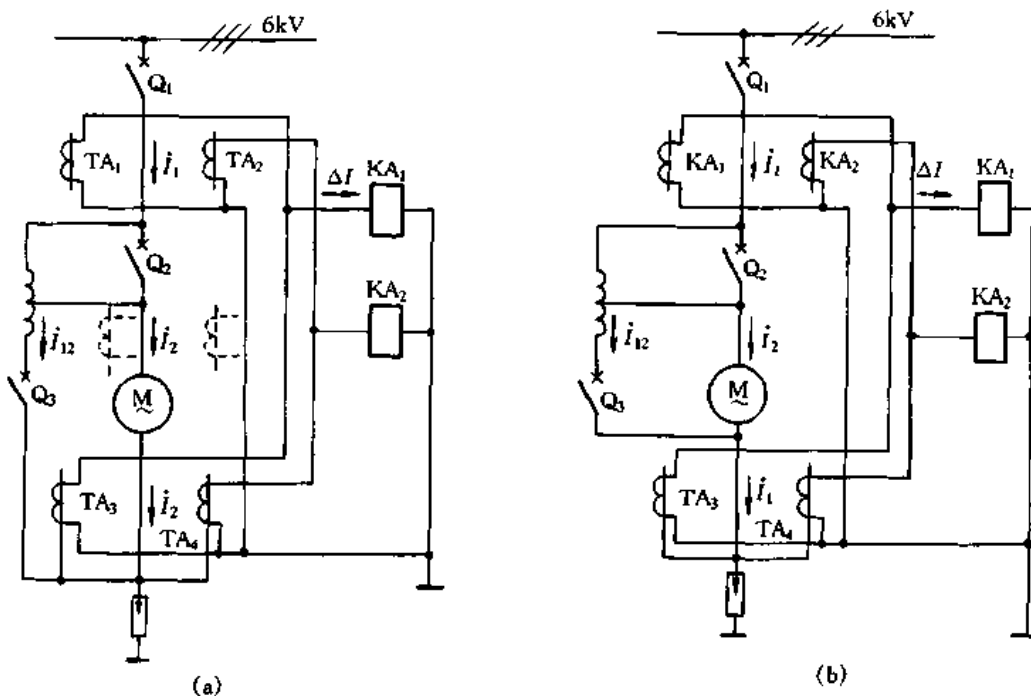 6kV
Q₁
TA₁
İ₁
TA₂
ΔI
KA₁
Q₂
KA₂
İ₁₂
İ₂
M
~
Q₃
TA₃
İ₂
TA₄
(a)
6kV
Q₁
KA₁
İ₁
KA₂
ΔI
KA₁
Q₂
KA₂
İ₁₂
İ₂
M
~
Q₃
TA₃
İ₁
TA₄
(b)